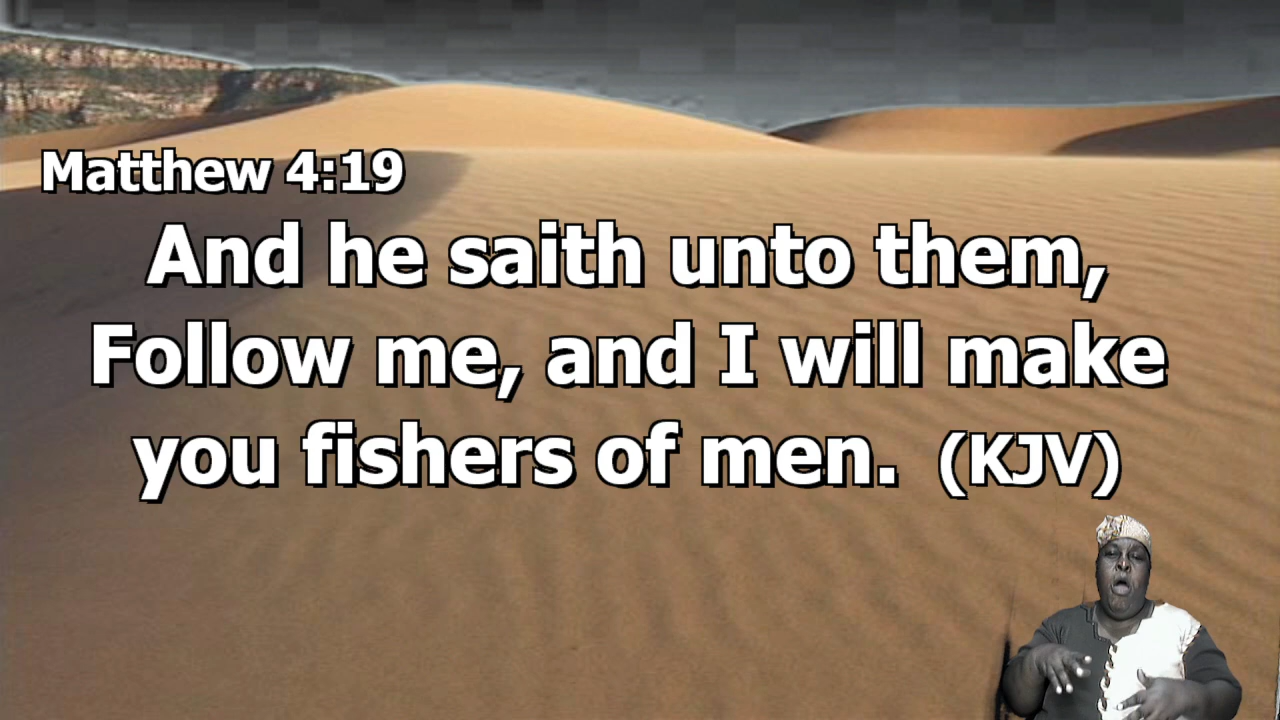 Matthew 4:19
And he saith unto them,
Follow me, and I will make
you fishers of men. (KJV)